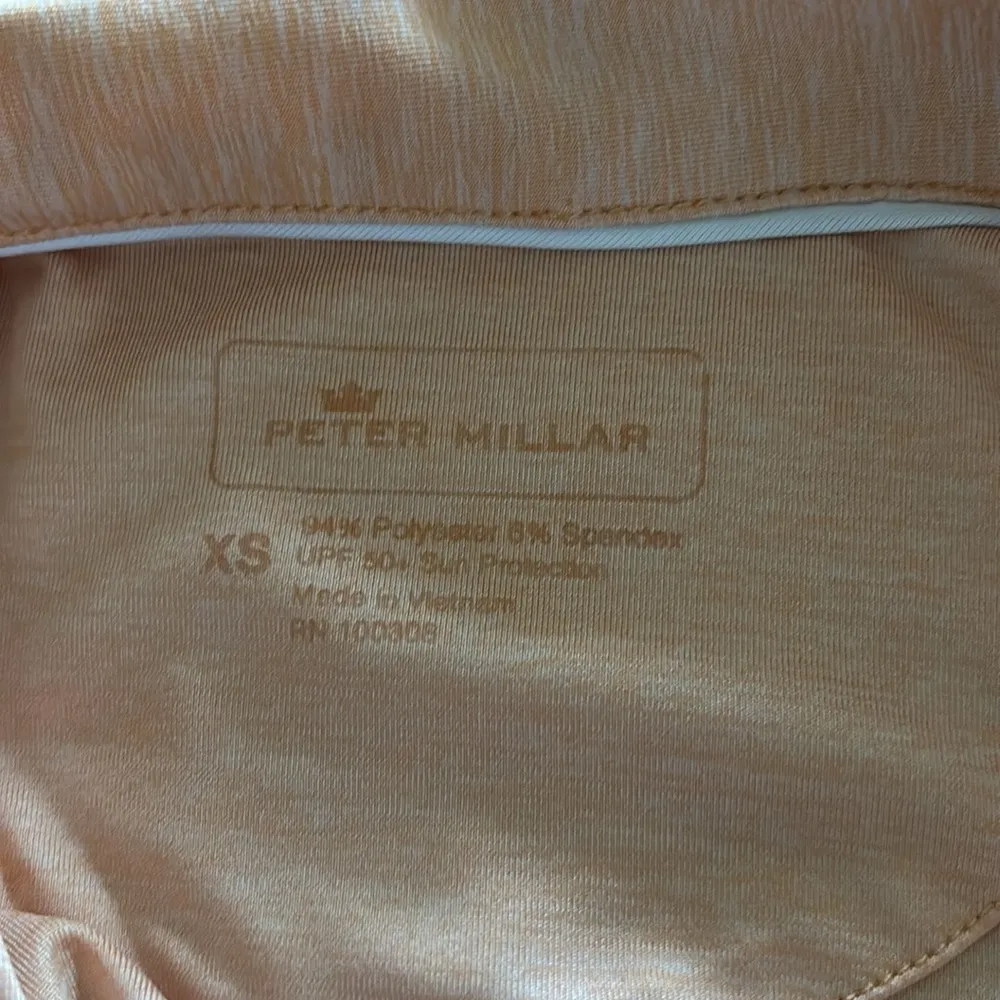 PETER MILLAR
XS
94% Polyester 6% Spandex
UPF 50+ Sun Protection
Made in Vietnam
RN 100308